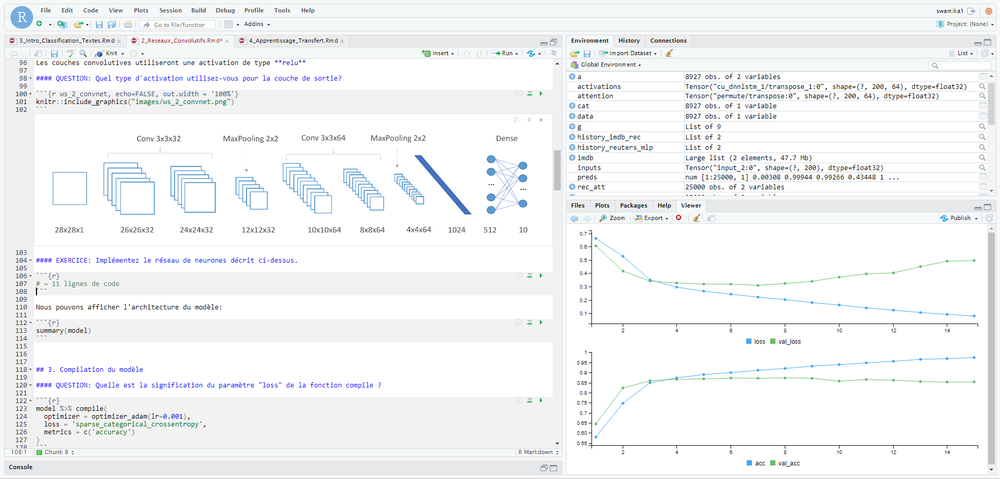 R
File Edit Code View Plots Session Build Debug Profile Tools Help
swamika1
Go to file/function
Addins
Project: (None)
3_Intro_Classification_Textes.Rmd
2_Reseaux_Convolutifs.Rmd*
4_Apprentissage_Transfert.Rmd
ABC
Knit
Insert
Run
96 Les couches convolutives utiliseront une activation de type **relu**
97
98 #### QUESTION: Quel type d'activation utilisez-vous pour la couche de sortie?
99
100 ```{r ws_2_convnet, echo=FALSE, out.width = '100%'}
101 knitr::include_graphics("images/ws_2_convnet.png")
102 ```
Conv 3x3x32 MaxPooling 2x2 Conv 3x3x64 MaxPooling 2x2 Dense
... ...
28x28x1 26x26x32 24x24x32 12x12x32 10x10x64 8x8x64 4x4x64 1024 512 10
103
104 #### EXERCICE: Implémentez le réseau de neurones décrit ci-dessus.
105
106 ```{r}
107 # ~ 11 lignes de code
108 ```
109
110 Nous pouvons afficher l'architecture du modèle:
111
112 ```{r}
113 summary(model)
114 ```
115
116
117
118 ## 3. Compilation du modèle
119
120 #### QUESTION: Quelle est la signification du paramètre "loss" de la fonction compile ?
121
122 ```{r}
123 model %>% compile(
124 optimizer = optimizer_adam(lr=0.001),
125 loss = 'sparse_categorical_crossentropy',
126 metrics = c('accuracy')
127 )
128 ```
108:1 Chunk 8 R Markdown
Console
Environment History Connections
Import Dataset List
Global Environment
a 8927 obs. of 2 variables
activations Tensor("cu_dnnlstm_1/transpose_1:0", shape=(?, 200, 64), dtype=float32)
attention Tensor("permute/transpose:0", shape=(?, 200, 64), dtype=float32)
cat 8927 obs. of 1 variable
data 8927 obs. of 1 variable
g List of 9
history_imdb_rec List of 2
history_reuters_mlp List of 2
imdb Large list (2 elements, 47.7 Mb)
inputs Tensor("input_2:0", shape=(?, 200), dtype=float32)
preds num [1:25000, 1] 0.00308 0.99944 0.99266 0.43448 1 ...
rec_att 25000 obs. of 2 variables
Files Plots Packages Help Viewer
Zoom Export Publish
0.7
0.6
0.5
0.4
0.3
0.2
0.1
2 4 6 8 10 12 14
loss val_loss
1
0.95
0.9
0.85
0.8
0.75
0.7
0.65
0.60
0.55
2 4 6 8 10 12 14
acc val_acc